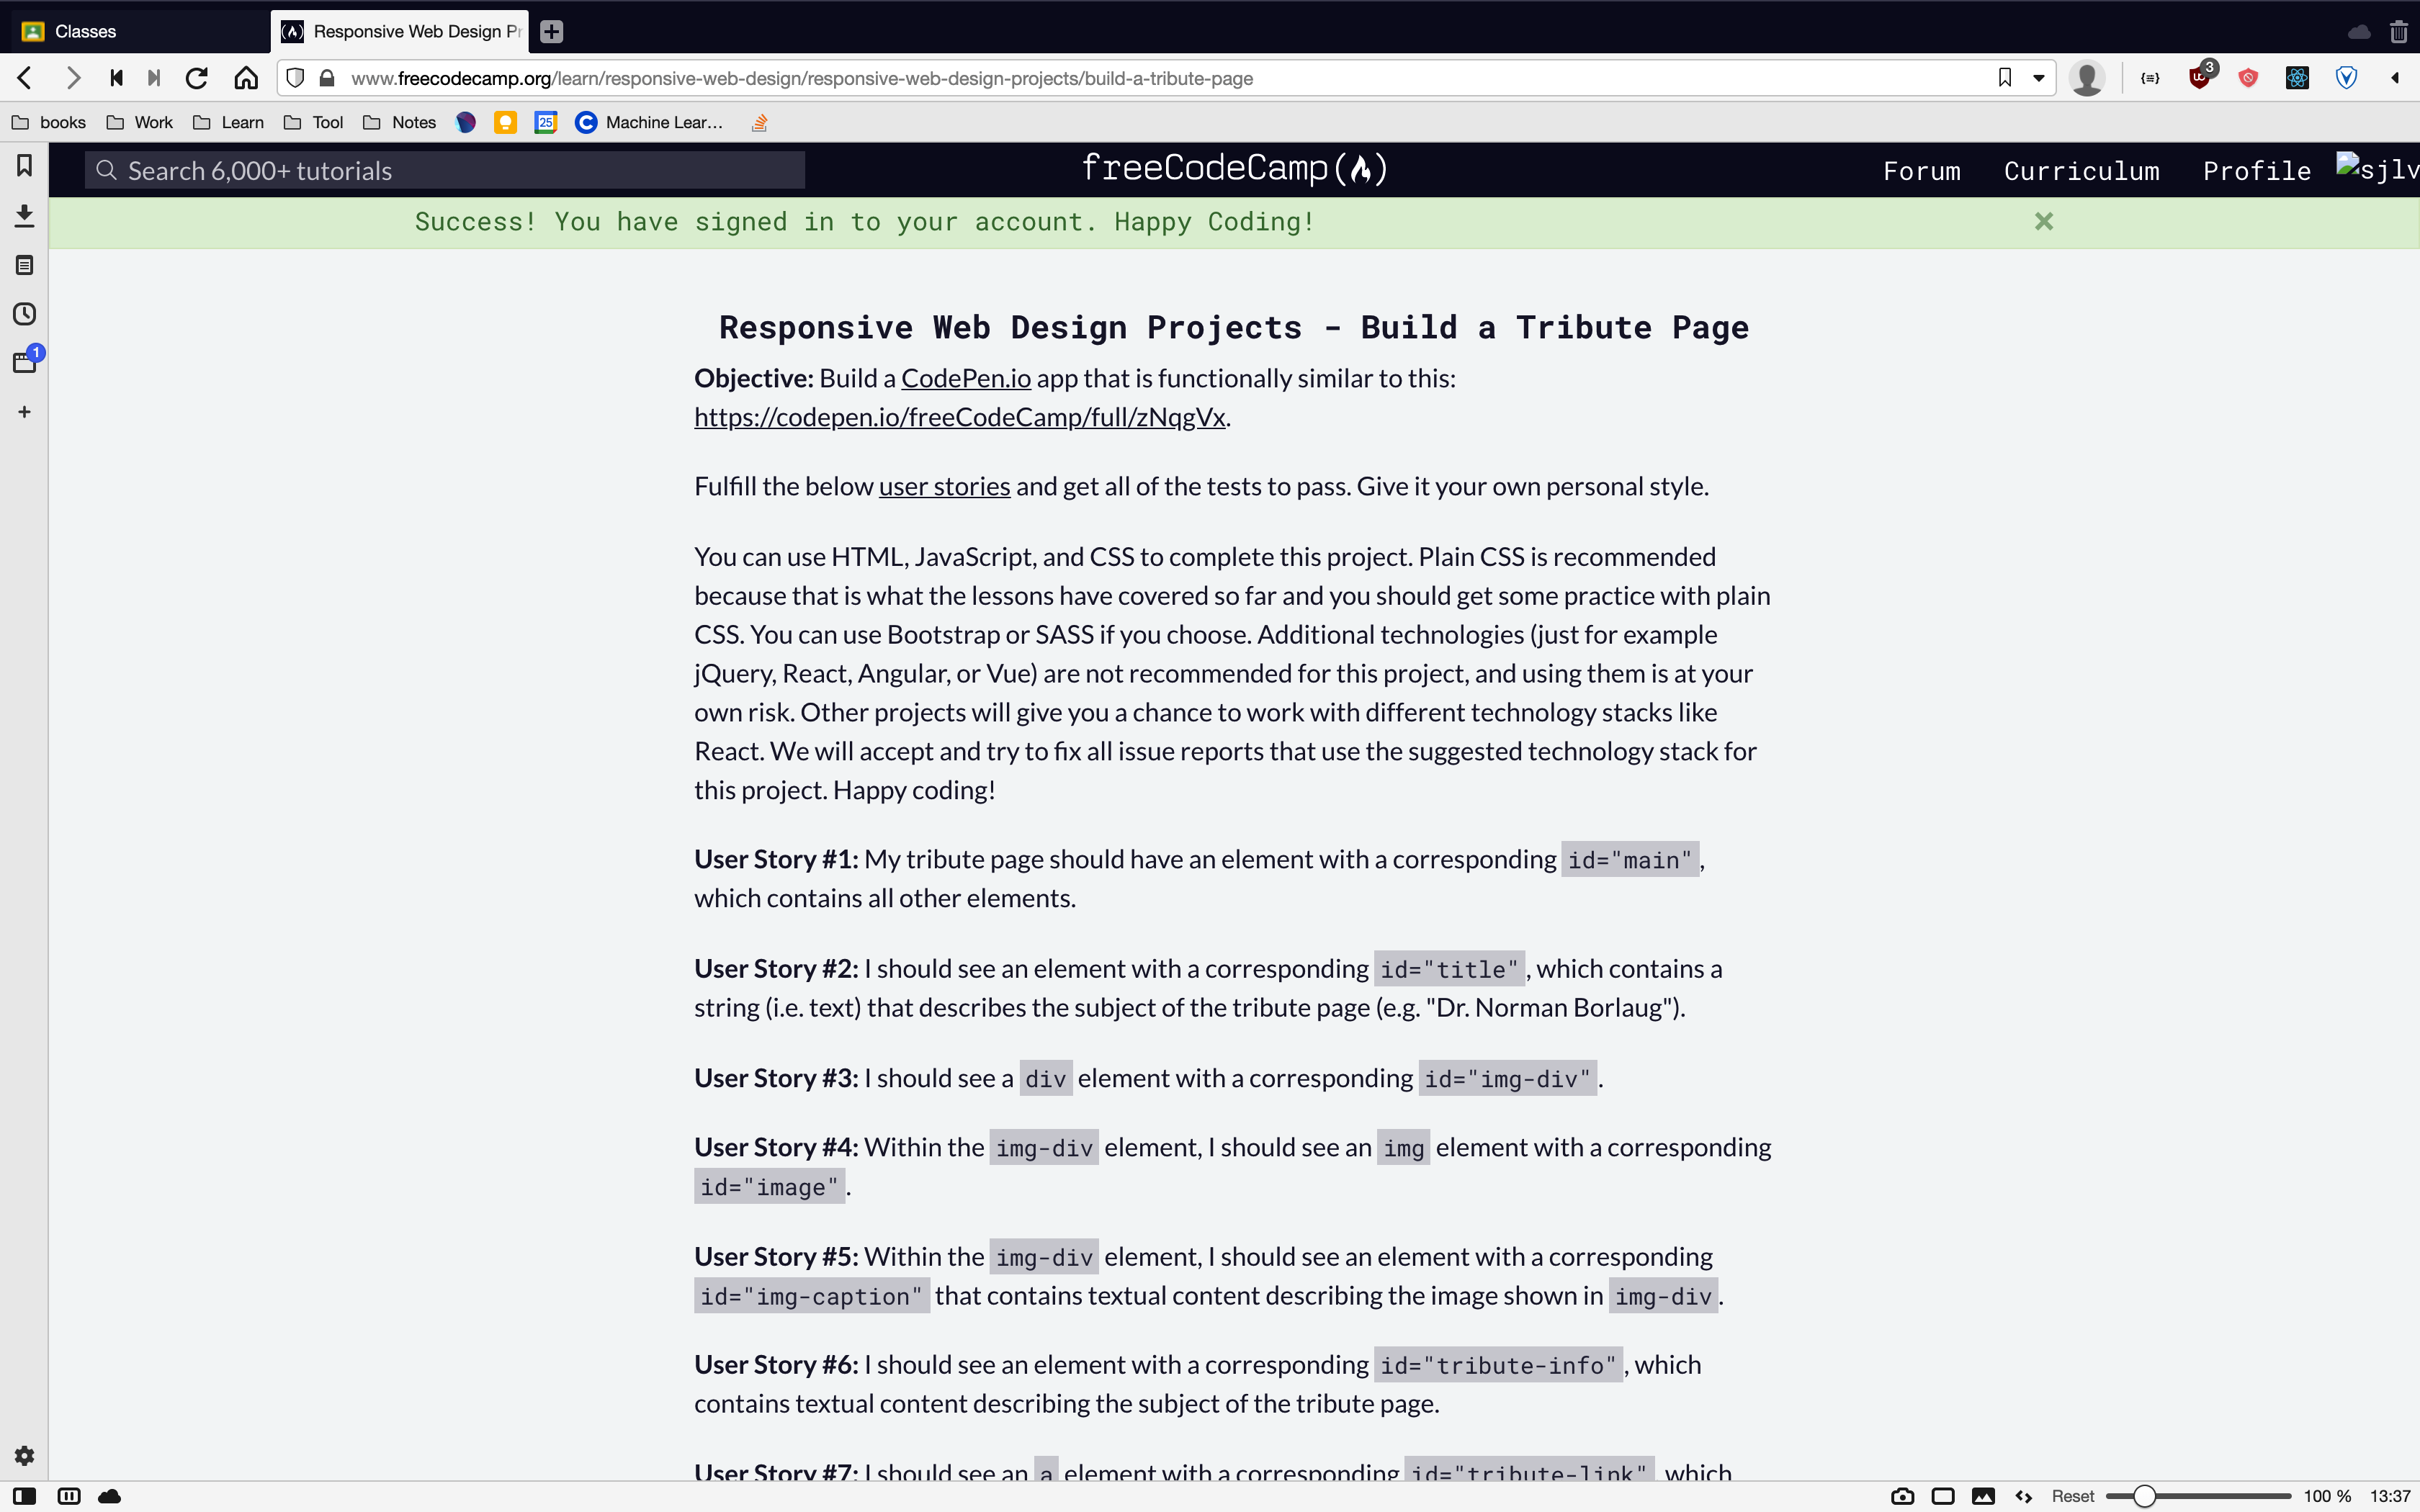 Classes
Responsive Web Design Pr
www.freecodecamp.org/learn/responsive-web-design/responsive-web-design-projects/build-a-tribute-page
3
books Work Learn Tool Notes 25 Machine Lear...
Search 6,000+ tutorials
freeCodeCamp
Forum Curriculum Profile sjlv
Success! You have signed in to your account. Happy Coding!
1
Responsive Web Design Projects - Build a Tribute Page
Objective: Build a CodePen.io app that is functionally similar to this:
https://codepen.io/freeCodeCamp/full/zNqgVx.
Fulfill the below user stories and get all of the tests to pass. Give it your own personal style.
You can use HTML, JavaScript, and CSS to complete this project. Plain CSS is recommended
because that is what the lessons have covered so far and you should get some practice with plain
CSS. You can use Bootstrap or SASS if you choose. Additional technologies (just for example
jQuery, React, Angular, or Vue) are not recommended for this project, and using them is at your
own risk. Other projects will give you a chance to work with different technology stacks like
React. We will accept and try to fix all issue reports that use the suggested technology stack for
this project. Happy coding!
User Story #1: My tribute page should have an element with a corresponding id="main",
which contains all other elements.
User Story #2: I should see an element with a corresponding id="title", which contains a
string (i.e. text) that describes the subject of the tribute page (e.g. "Dr. Norman Borlaug").
User Story #3: I should see a div element with a corresponding id="img-div".
User Story #4: Within the img-div element, I should see an img element with a corresponding
id="image".
User Story #5: Within the img-div element, I should see an element with a corresponding
id="img-caption" that contains textual content describing the image shown in img-div.
User Story #6: I should see an element with a corresponding id="tribute-info", which
contains textual content describing the subject of the tribute page.
User Story #7: I should see an a element with a corresponding id="tribute-link", which
Reset 100 % 13:37